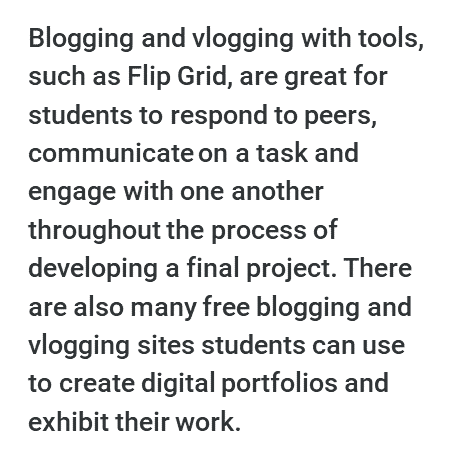 Blogging and vlogging with tools,
such as Flip Grid, are great for
students to respond to peers,
communicate on a task and
engage with one another
throughout the process of
developing a final project. There
are also many free blogging and
vlogging sites students can use
to create digital portfolios and
exhibit their work.